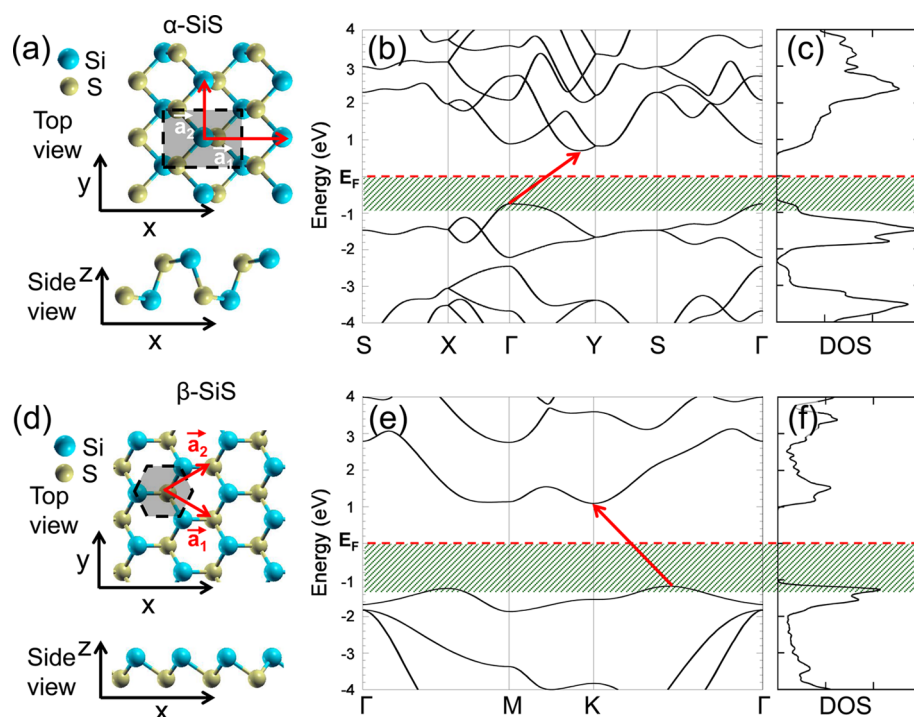 (a)
α-SiS
Si
S
Top
view
a₂
a₁
y
x
Side
view
z
x
(b)
Energy (eV)
4
3
2
1
E_F
-1
-2
-3
-4
S X Γ Y S Γ
(c)
DOS
(d)
β-SiS
Si
S
Top
view
a₂
a₁
y
x
Side
view
z
x
(e)
Energy (eV)
4
3
2
1
E_F
-1
-2
-3
-4
Γ M K Γ
(f)
DOS